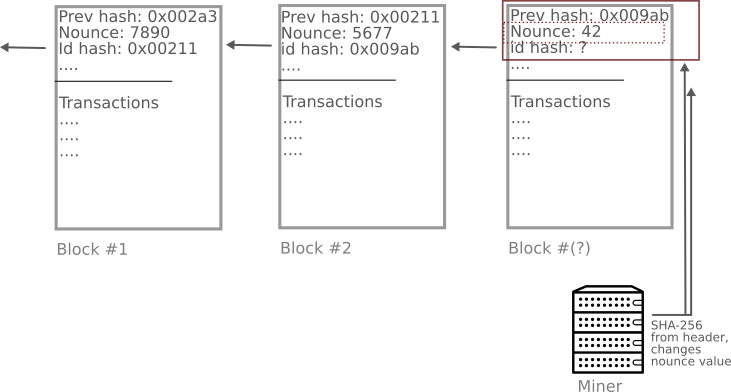 Prev hash: 0x002a3
Nounce: 7890
Id hash: 0x00211
....
Transactions
....
....
....
Block #1
Prev hash: 0x00211
Nounce: 5677
id hash: 0x009ab
....
Transactions
....
....
....
Block #2
Prev hash: 0x009ab
Nounce: 42
id hash: ?
....
Transactions
....
....
....
Block #(?)
SHA-256
from header,
changes
nounce value
Miner